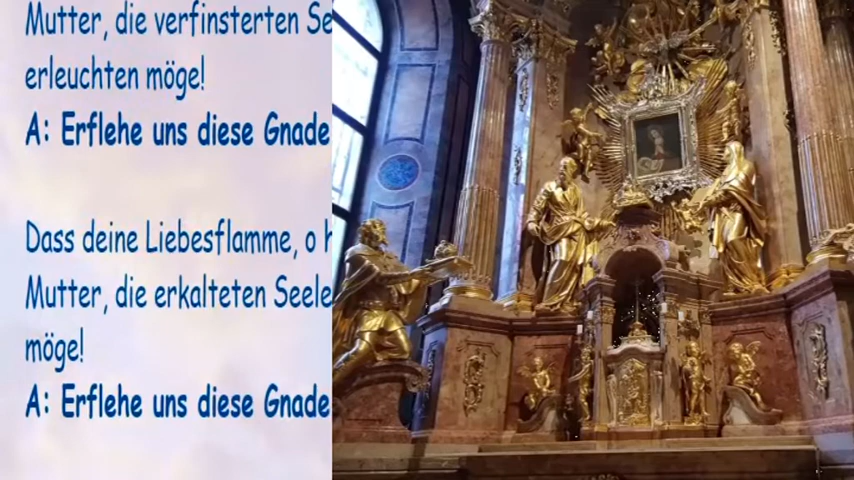 Mutter, die verfinsterten Se
erleuchten möge!
A: Erflehe uns diese Gnade
Dass deine Liebesflamme, o h
Mutter, die erkalteten Seele
möge!
A: Erflehe uns diese Gnade